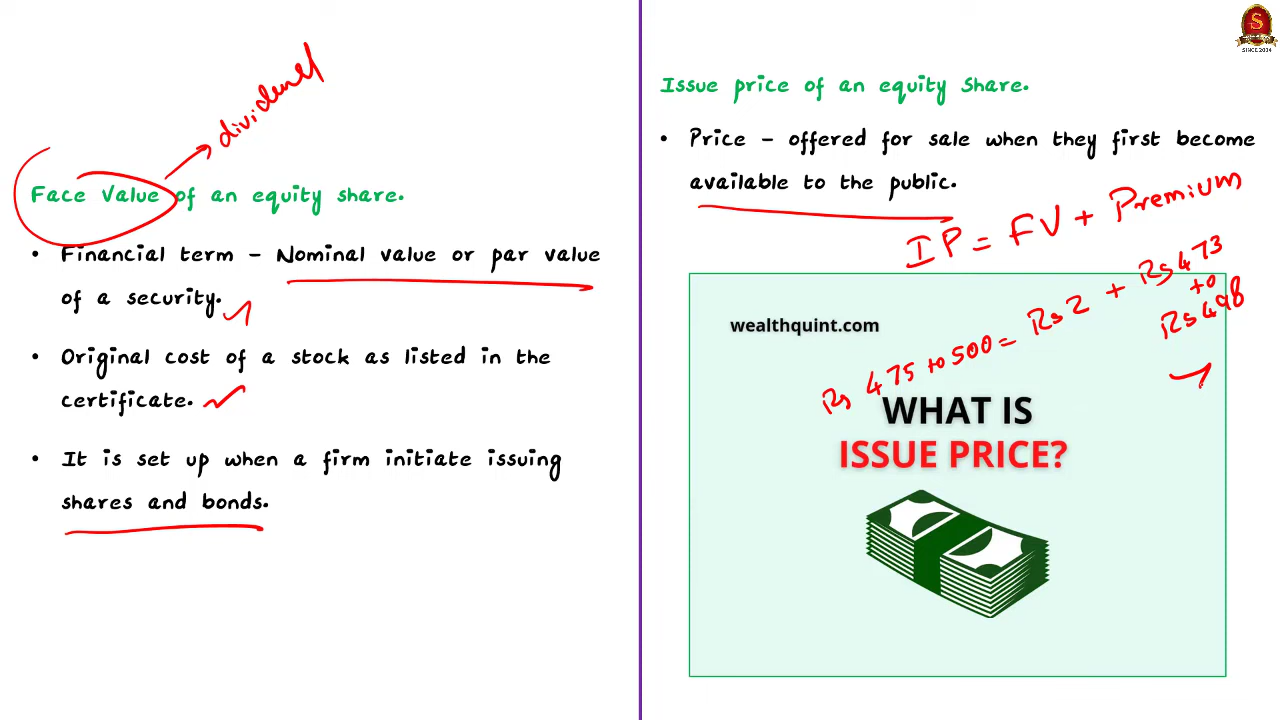 dividend
Face Value of an equity share.
• Financial term - Nominal value or par value
of a security.
• Original cost of a stock as listed in the
certificate.
• It is set up when a firm initiate issuing
shares and bonds.
S
SINCE 2004
Issue price of an equity share.
• Price - offered for sale when they first become
available to the public.
IP = FV + Premium
Rs 475 to 500 = Rs 2 + Rs 473
to
Rs 498
wealthquint.com
WHAT IS
ISSUE PRICE?